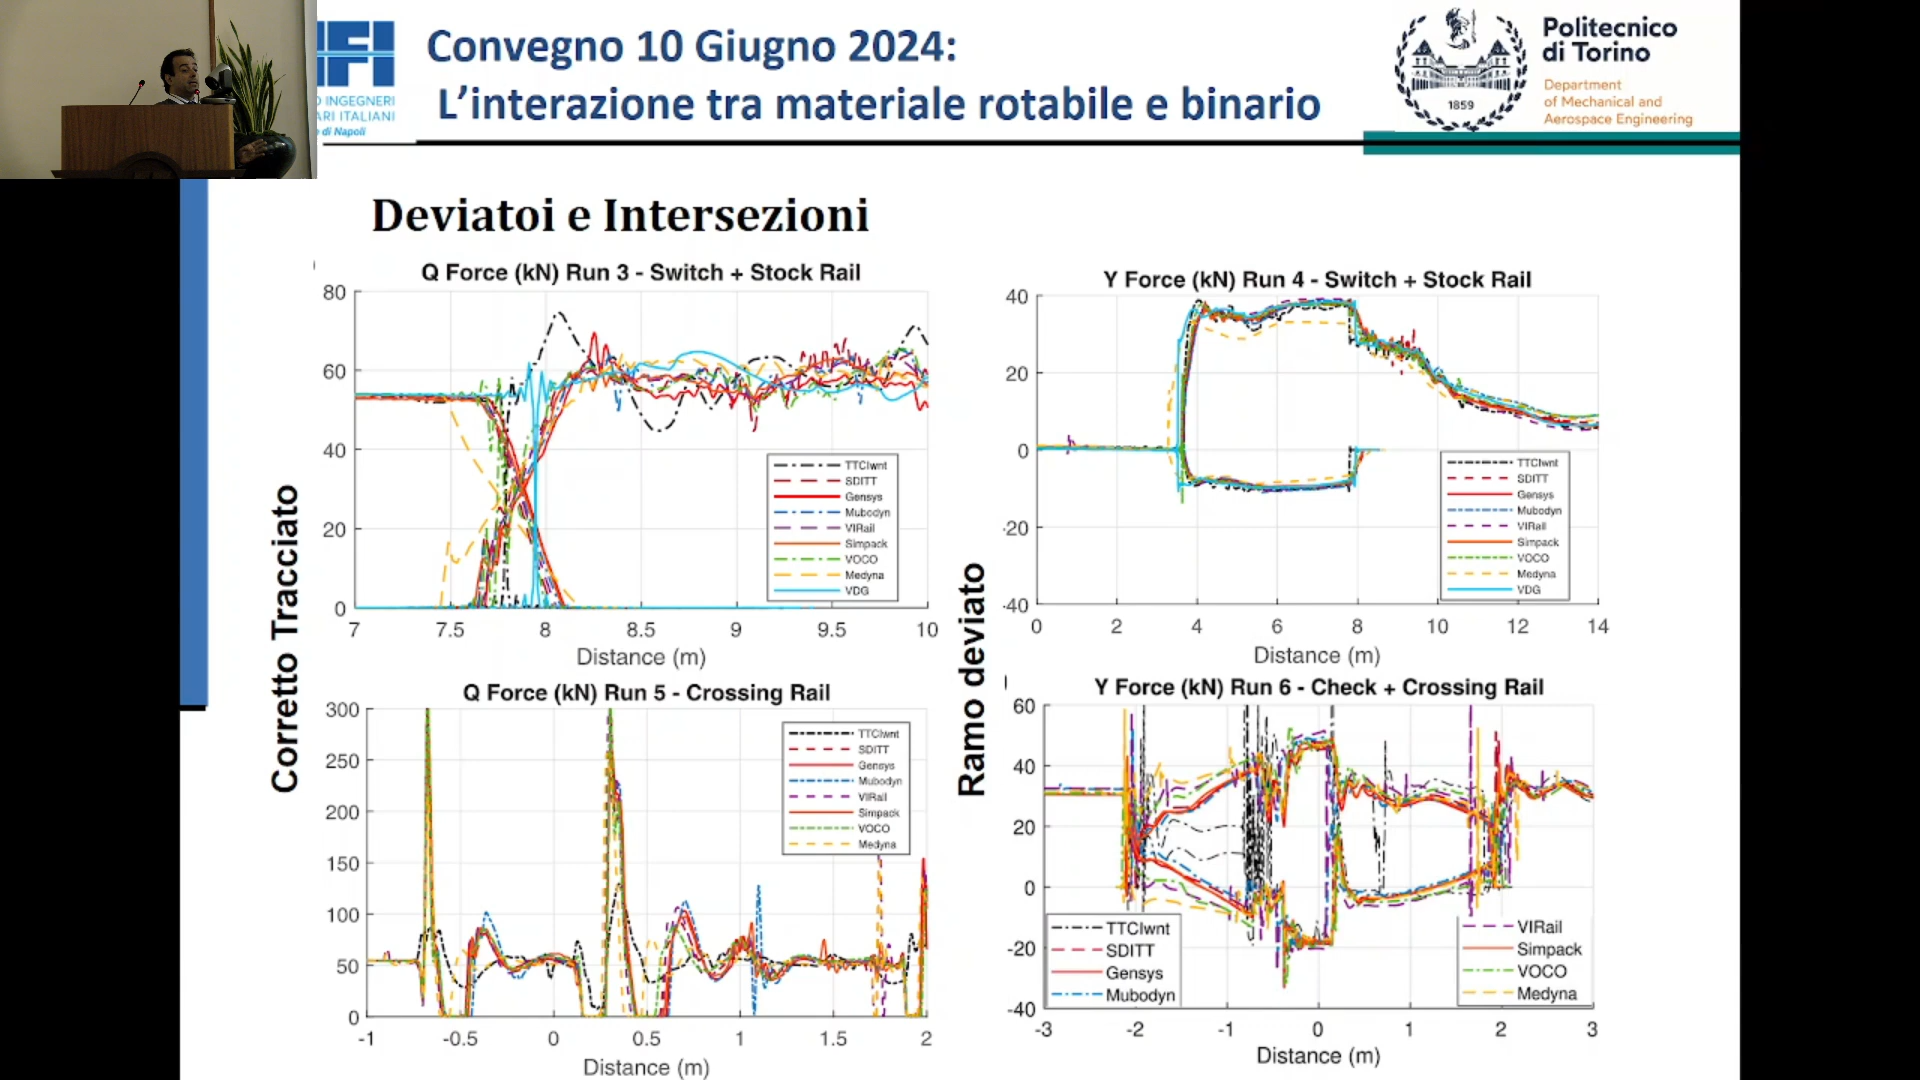 Convegno 10 Giugno 2024:
L'interazione tra materiale rotabile e binario
IFI
O INGEGNERI
ARI ITALIANI
e di Napoli
1859
Politecnico
di Torino
Department
of Mechanical and
Aerospace Engineering
Deviatoi e Intersezioni
Corretto Tracciato
Q Force (kN) Run 3 - Switch + Stock Rail
80
60
40
20
0
7
7.5
8
8.5
9
9.5
10
Distance (m)
TTCIwnt
SDITT
Gensys
Mubodyn
VIRail
Simpack
VOCO
Medyna
VDG
Q Force (kN) Run 5 - Crossing Rail
300
250
200
150
100
50
0
-1
-0.5
0
0.5
1
1.5
2
Distance (m)
TTCIwnt
SDITT
Gensys
Mubodyn
VIRail
Simpack
VOCO
Medyna
Ramo deviato
Y Force (kN) Run 4 - Switch + Stock Rail
40
20
0
-20
-40
0
2
4
6
8
10
12
14
Distance (m)
TTCIwnt
SDITT
Gensys
Mubodyn
VIRail
Simpack
VOCO
Medyna
VDG
Y Force (kN) Run 6 - Check + Crossing Rail
60
40
20
0
-20
-40
-3
-2
-1
0
1
2
3
Distance (m)
TTCIwnt
SDITT
Gensys
Mubodyn
VIRail
Simpack
VOCO
Medyna